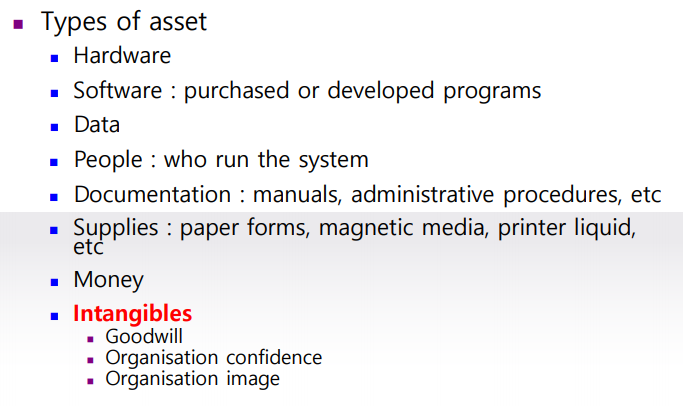 Types of asset
Hardware
Software : purchased or developed programs
Data
People : who run the system
Documentation : manuals, administrative procedures, etc
Supplies : paper forms, magnetic media, printer liquid,
etc
Money
Intangibles
Goodwill
Organisation confidence
Organisation image